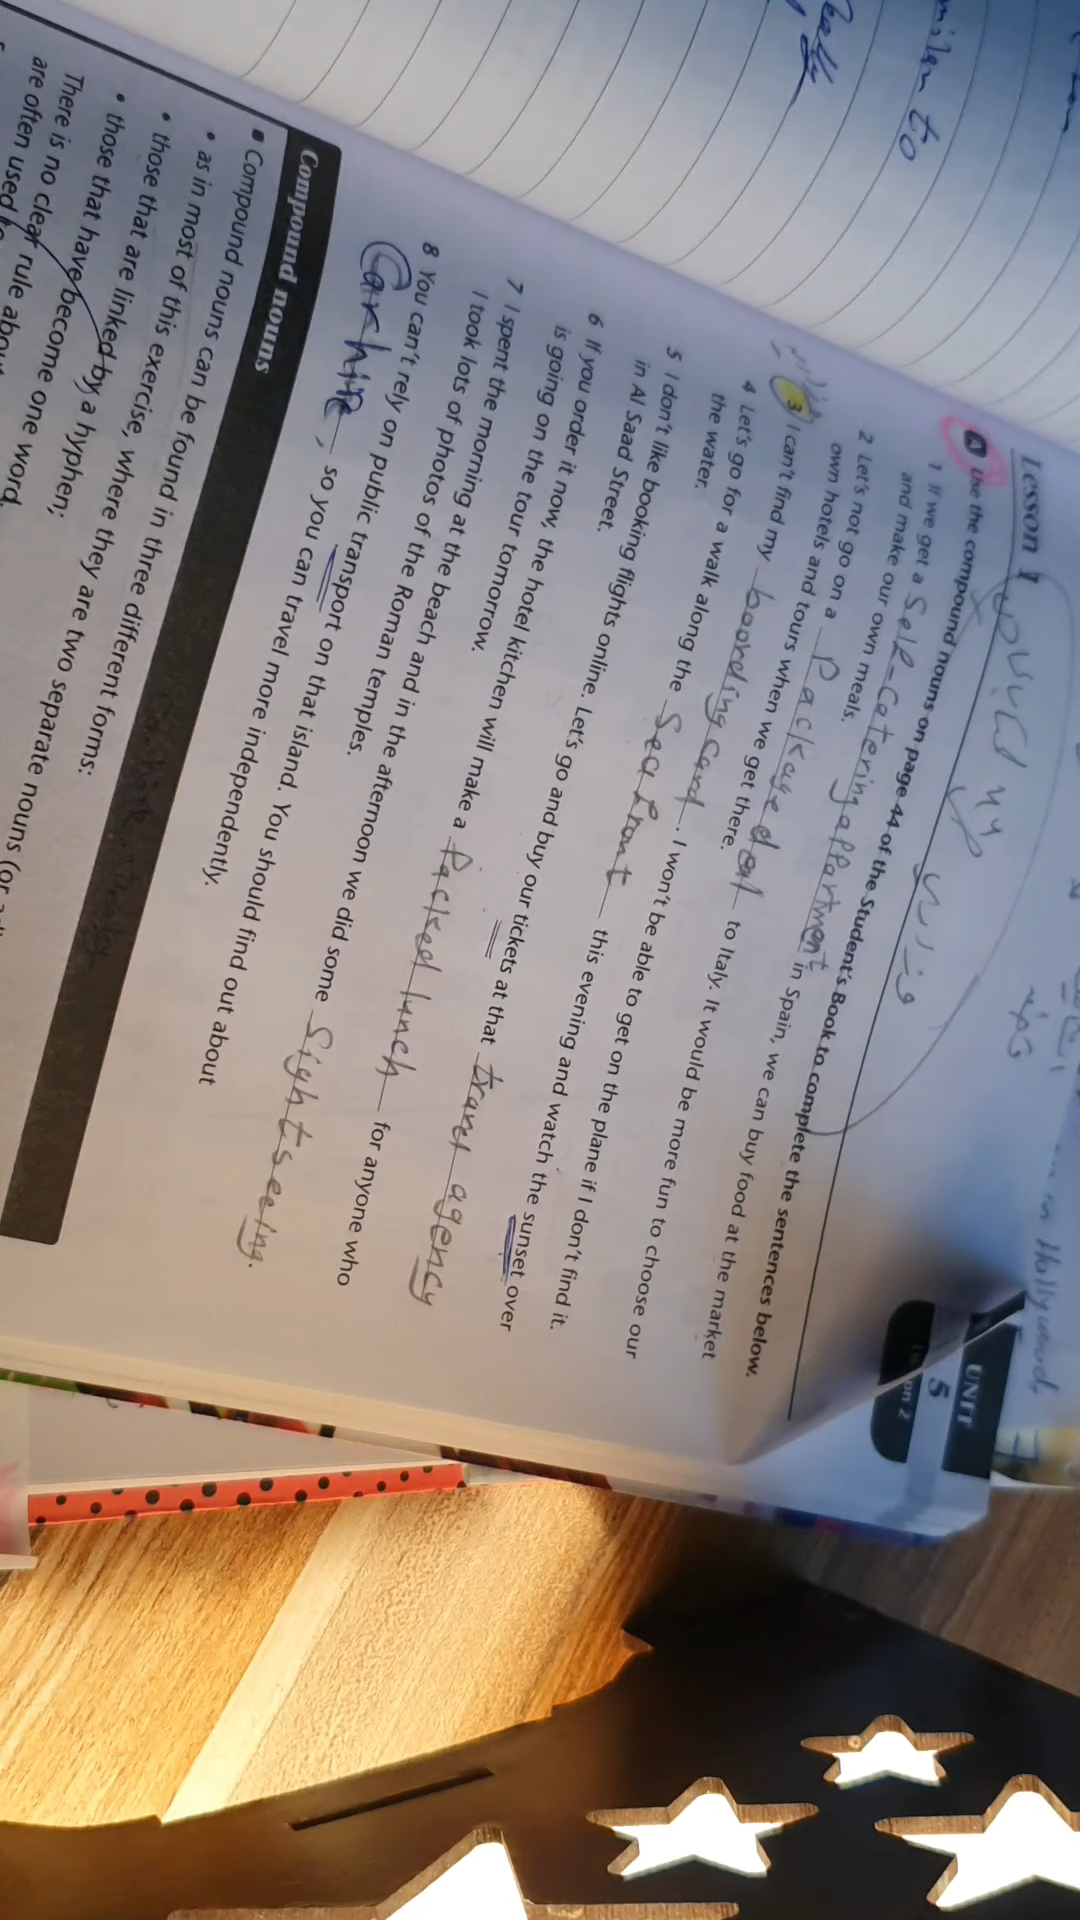 UNIT
5
Lesson 1
A Use the compound nouns on page 44 of the Student's Book to complete the sentences below.
1 If we get a Self-catering appartment in Spain, we can buy food at the market
and make our own meals.
2 Let's not go on a package deal to Italy. It would be more fun to choose our
own hotels and tours when we get there.
3 I can't find my boarding card. I won't be able to get on the plane if I don't find it.
4 Let's go for a walk along the Sea front this evening and watch the sunset over
the water.
5 I don't like booking flights online. Let's go and buy our tickets at that travel agency
in Al Saad Street.
6 If you order it now, the hotel kitchen will make a packed lunch for anyone who
is going on the tour tomorrow.
7 I spent the morning at the beach and in the afternoon we did some Sightseeing.
I took lots of photos of the Roman temples.
8 You can't rely on public transport on that island. You should find out about
Car hire, so you can travel more independently.
Compound nouns
■ Compound nouns can be found in three different forms:
• as in most of this exercise, where they are two separate nouns (or
• those that are linked by a hyphen;
• those that have become one word.
There is no clear rule about
are often used
milan to
really